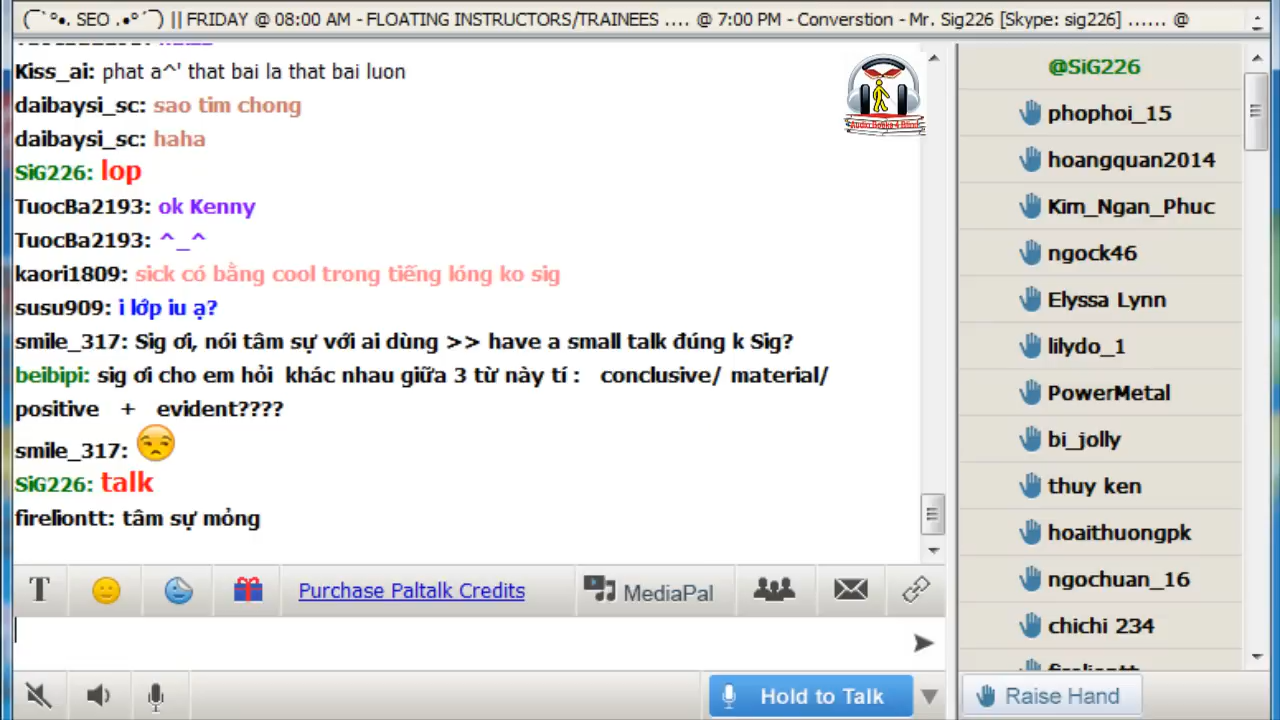 (¯`°•. SEO .•°´¯) || FRIDAY @ 08:00 AM - FLOATING INSTRUCTORS/TRAINEES .... @ 7:00 PM - Converstion - Mr. Sig226 [Skype: sig226] ...... @
Kiss_ai: phat a^' that bai la that bai luon
daibaysi_sc: sao tim chong
daibaysi_sc: haha
SiG226: lop
TuocBa2193: ok Kenny
TuocBa2193: ^_^
kaori1809: sick có bằng cool trong tiếng lóng ko sig
susu909: i lớp iu ạ?
smile_317: Sig ơi, nói tâm sự với ai dùng >> have a small talk đúng k Sig?
beibipi: sig ơi cho em hỏi khác nhau giữa 3 từ này tí : conclusive/ material/
positive + evident????
smile_317:
SiG226: talk
fireliontt: tâm sự mỏng
T
Purchase Paltalk Credits
MediaPal
Hold to Talk
@SiG226
phophoi_15
hoangquan2014
Kim_Ngan_Phuc
ngock46
Elyssa Lynn
lilydo_1
PowerMetal
bi_jolly
thuy ken
hoaithuongpk
ngochuan_16
chichi 234
fireliontt
Raise Hand